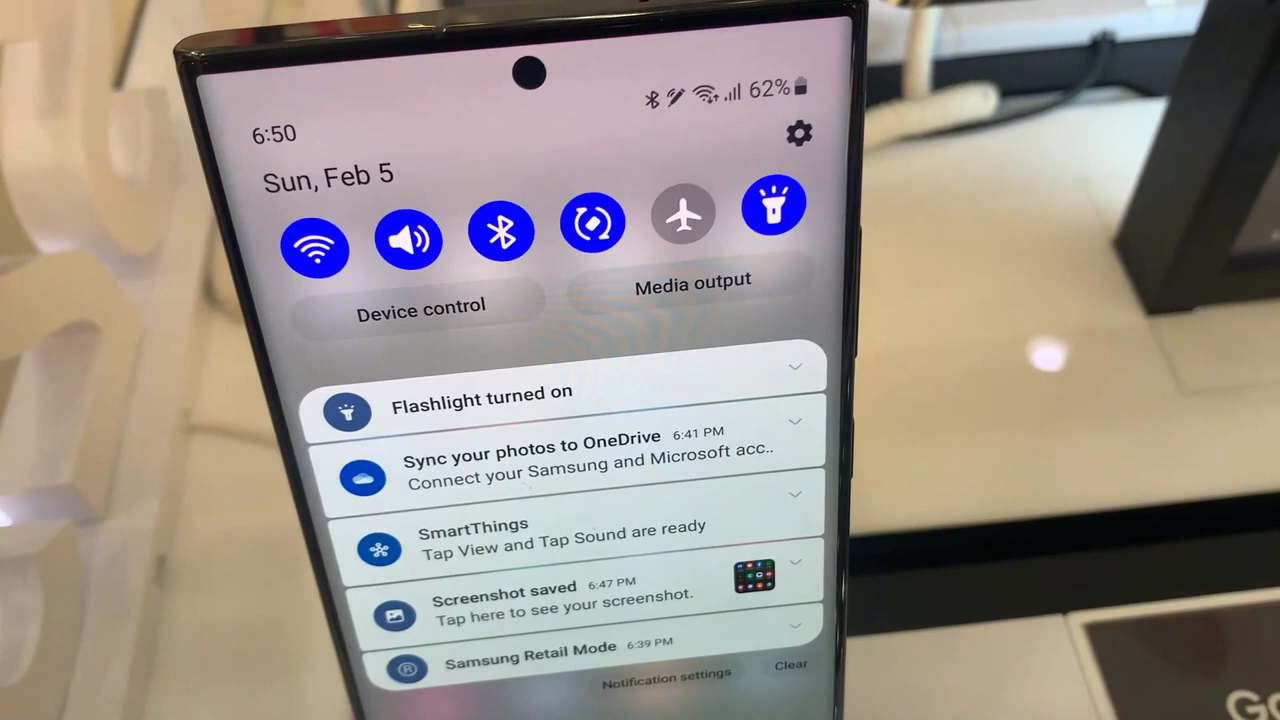 62%
6:50
Sun, Feb 5
Device control
Media output
Flashlight turned on
Sync your photos to OneDrive 6:41 PM
Connect your Samsung and Microsoft acc..
SmartThings
Tap View and Tap Sound are ready
Screenshot saved 6:47 PM
Tap here to see your screenshot.
Samsung Retail Mode 6:39 PM
Notification settings
Clear